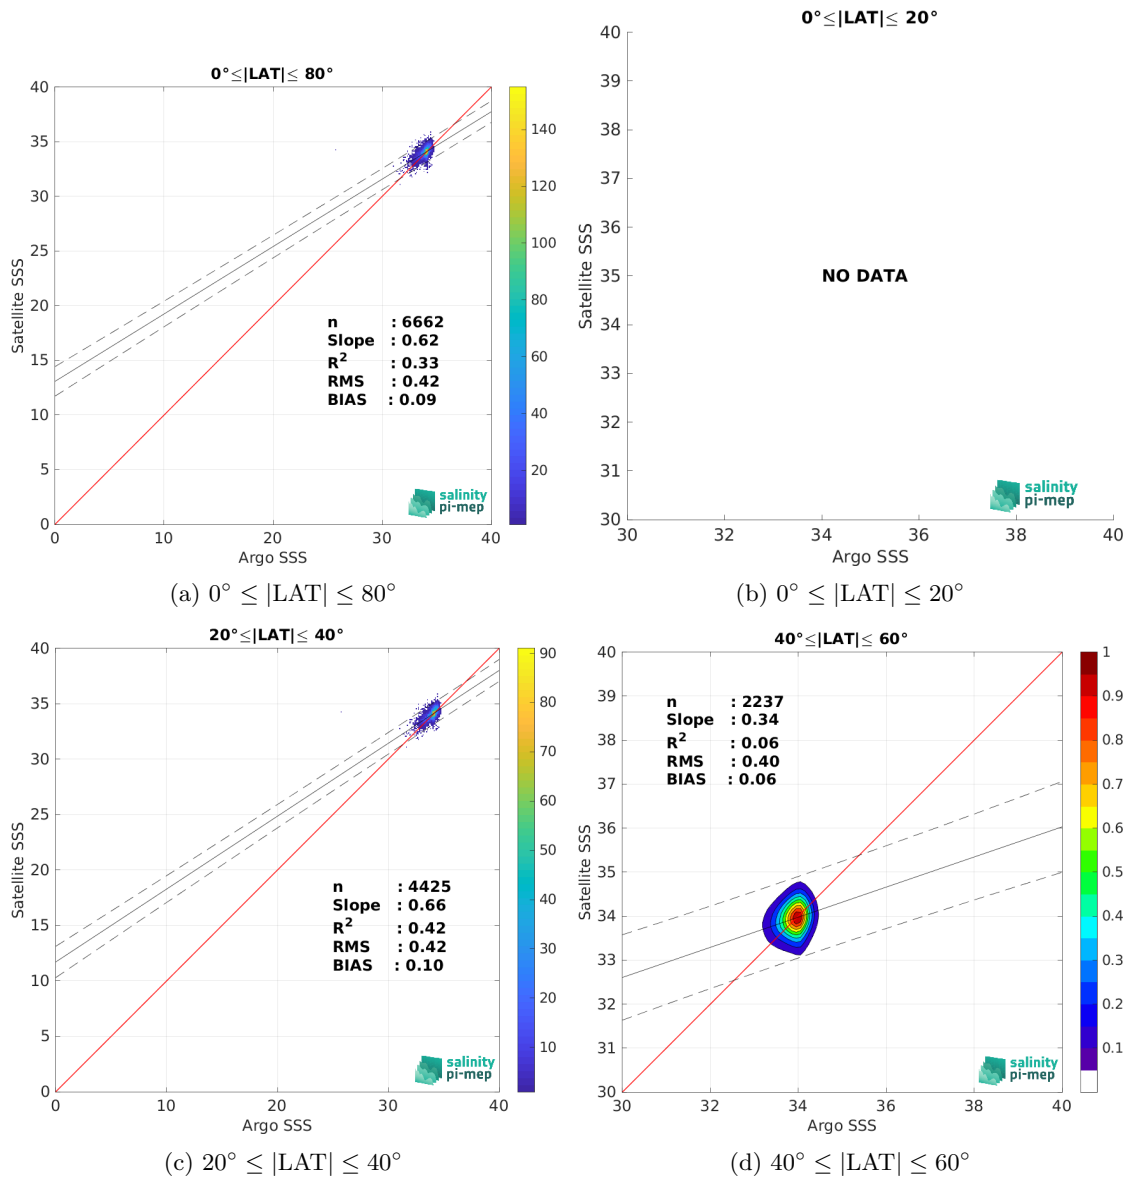 0°≤|LAT|≤ 80°
40
35
30
25
20
15
10
5
0
Satellite SSS
n : 6662
Slope : 0.62
R² : 0.33
RMS : 0.42
BIAS : 0.09
salinity
pi-mep
0 10 20 30 40
Argo SSS
140
120
100
80
60
40
20
(a) 0° ≤ |LAT| ≤ 80°
0°≤|LAT|≤ 20°
40
39
38
37
36
35
34
33
32
31
30
Satellite SSS
NO DATA
salinity
pi-mep
30 32 34 36 38 40
Argo SSS
(b) 0° ≤ |LAT| ≤ 20°
20°≤|LAT|≤ 40°
40
35
30
25
20
15
10
5
0
Satellite SSS
n : 4425
Slope : 0.66
R² : 0.42
RMS : 0.42
BIAS : 0.10
salinity
pi-mep
0 10 20 30 40
Argo SSS
90
80
70
60
50
40
30
20
10
(c) 20° ≤ |LAT| ≤ 40°
40°≤|LAT|≤ 60°
40
39
38
37
36
35
34
33
32
31
30
Satellite SSS
n : 2237
Slope : 0.34
R² : 0.06
RMS : 0.40
BIAS : 0.06
salinity
pi-mep
30 32 34 36 38 40
Argo SSS
1
0.9
0.8
0.7
0.6
0.5
0.4
0.3
0.2
0.1
(d) 40° ≤ |LAT| ≤ 60°